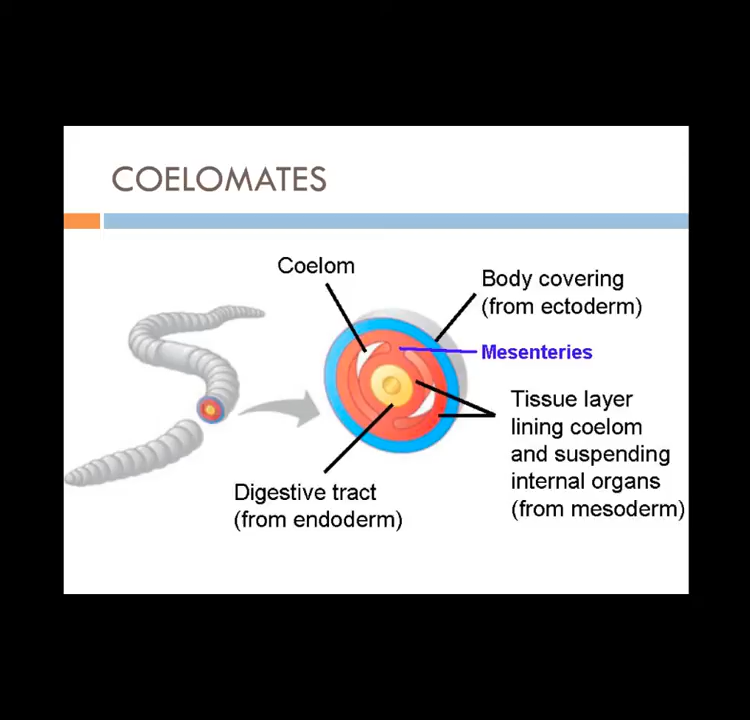 COELOMATES
Coelom
Body covering
(from ectoderm)
Mesenteries
Tissue layer
lining coelom
and suspending
internal organs
(from mesoderm)
Digestive tract
(from endoderm)